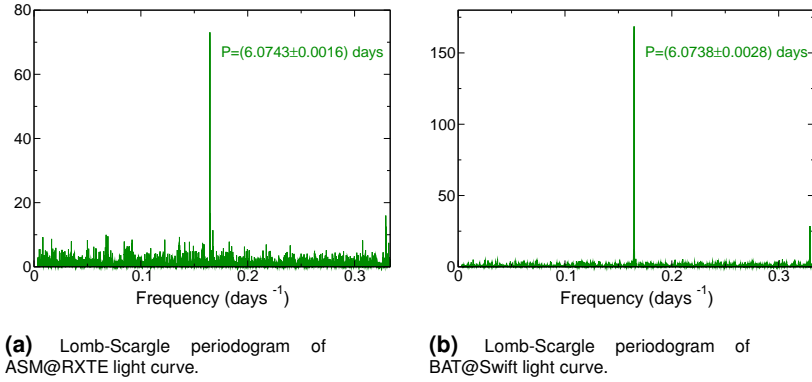 80
60
40
20
0
0
0.1
0.2
0.3
P=(6.0743±0.0016) days
Frequency (days -1)
150
100
50
0
0
0.1
0.2
0.3
P=(6.0738±0.0028) days
Frequency (days -1)
(a) Lomb-Scargle periodogram of
ASM@RXTE light curve.
(b) Lomb-Scargle periodogram of
BAT@Swift light curve.